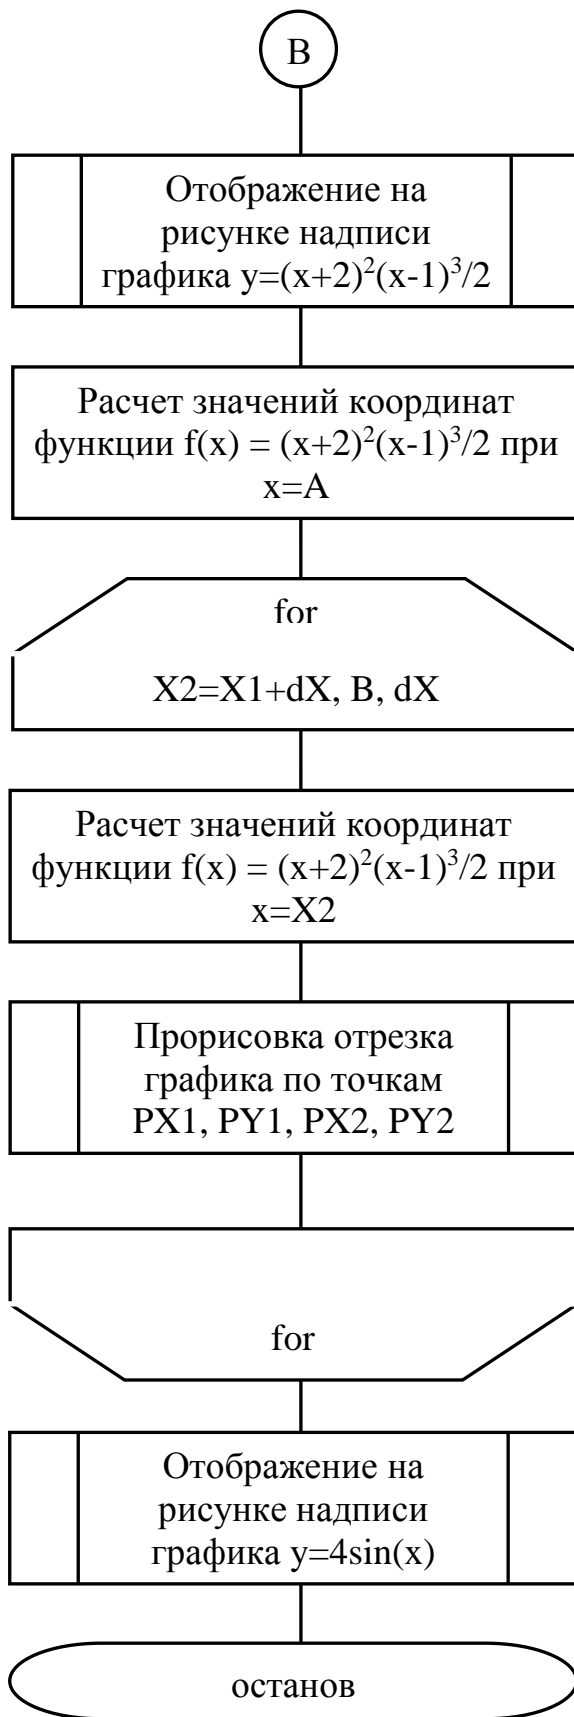 В
Отображение на
рисунке надписи
графика y=(x+2)²(x-1)³/2
Расчет значений координат
функции f(x) = (x+2)²(x-1)³/2 при
x=A
for
X2=X1+dX, B, dX
Расчет значений координат
функции f(x) = (x+2)²(x-1)³/2 при
x=X2
Прорисовка отрезка
графика по точкам
PX1, PY1, PX2, PY2
for
Отображение на
рисунке надписи
графика y=4sin(x)
останов